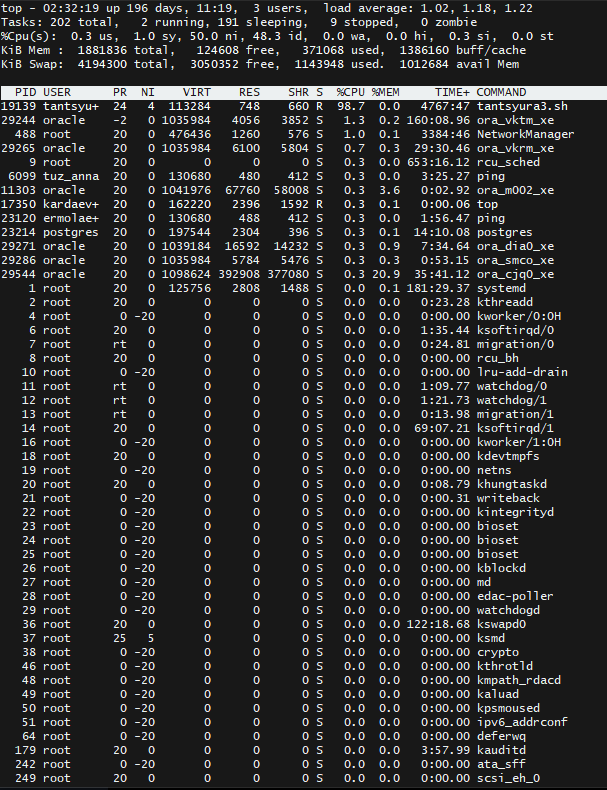 top - 02:32:19 up 196 days, 11:19,  3 users,  load average: 1.02, 1.18, 1.22
Tasks: 202 total,   2 running, 191 sleeping,   9 stopped,   0 zombie
%Cpu(s):  0.3 us,  1.0 sy, 50.0 ni, 48.3 id,  0.0 wa,  0.0 hi,  0.3 si,  0.0 st
KiB Mem :  1881836 total,   124608 free,   371068 used,  1386160 buff/cache
KiB Swap:  4194300 total,  3050352 free,  1143948 used.  1012684 avail Mem
PID USER      PR  NI    VIRT    RES    SHR S  %CPU %MEM     TIME+ COMMAND
19139 tantsyu+  24   4  113284    748    660 R  98.7  0.0   4767:47 tantsyura3.sh
29244 oracle    -2   0 1035984   4056   3852 S   1.3  0.2 160:08.96 ora_vktm_xe
488 root      20   0  476436   1260    576 S   1.0  0.1   3384:46 NetworkManager
29265 oracle    20   0 1035984   6100   5804 S   0.7  0.3  29:30.46 ora_vkrm_xe
9 root      20   0       0      0      0 S   0.3  0.0 653:16.12 rcu_sched
6099 tuz_anna  20   0  130680    480    412 S   0.3  0.0   3:25.27 ping
11303 oracle    20   0 1041976  67760  58008 S   0.3  3.6   0:02.92 ora_m002_xe
17350 kardaev+  20   0  162220   2396   1592 R   0.3  0.1   0:00.06 top
23120 ermolae+  20   0  130680    488    412 S   0.3  0.0   1:56.47 ping
23214 postgres  20   0  197544   2304    396 S   0.3  0.1  14:10.08 postgres
29271 oracle    20   0 1039184  16592  14232 S   0.3  0.9   7:34.64 ora_dia0_xe
29286 oracle    20   0 1035984   5784   5476 S   0.3  0.3   0:53.15 ora_smco_xe
29544 oracle    20   0 1098624 392908 377080 S   0.3 20.9  35:41.12 ora_cjq0_xe
1 root      20   0  125756   2808   1488 S   0.0  0.1 181:29.37 systemd
2 root      20   0       0      0      0 S   0.0  0.0   0:23.28 kthreadd
4 root       0 -20       0      0      0 S   0.0  0.0   0:00.00 kworker/0:0H
6 root      20   0       0      0      0 S   0.0  0.0   1:35.44 ksoftirqd/0
7 root      rt   0       0      0      0 S   0.0  0.0   0:24.81 migration/0
8 root      20   0       0      0      0 S   0.0  0.0   0:00.00 rcu_bh
10 root       0 -20       0      0      0 S   0.0  0.0   0:00.00 lru-add-drain
11 root      rt   0       0      0      0 S   0.0  0.0   1:09.77 watchdog/0
12 root      rt   0       0      0      0 S   0.0  0.0   1:21.73 watchdog/1
13 root      rt   0       0      0      0 S   0.0  0.0   0:13.98 migration/1
14 root      20   0       0      0      0 S   0.0  0.0  69:07.21 ksoftirqd/1
16 root       0 -20       0      0      0 S   0.0  0.0   0:00.00 kworker/1:0H
18 root      20   0       0      0      0 S   0.0  0.0   0:00.00 kdevtmpfs
19 root       0 -20       0      0      0 S   0.0  0.0   0:00.00 netns
20 root      20   0       0      0      0 S   0.0  0.0   0:08.79 khungtaskd
21 root       0 -20       0      0      0 S   0.0  0.0   0:00.31 writeback
22 root       0 -20       0      0      0 S   0.0  0.0   0:00.00 kintegrityd
23 root       0 -20       0      0      0 S   0.0  0.0   0:00.00 bioset
24 root       0 -20       0      0      0 S   0.0  0.0   0:00.00 bioset
25 root       0 -20       0      0      0 S   0.0  0.0   0:00.00 bioset
26 root       0 -20       0      0      0 S   0.0  0.0   0:00.00 kblockd
27 root       0 -20       0      0      0 S   0.0  0.0   0:00.00 md
28 root       0 -20       0      0      0 S   0.0  0.0   0:00.00 edac-poller
29 root       0 -20       0      0      0 S   0.0  0.0   0:00.00 watchdogd
36 root      20   0       0      0      0 S   0.0  0.0 122:18.68 kswapd0
37 root      25   5       0      0      0 S   0.0  0.0   0:00.00 ksmd
38 root       0 -20       0      0      0 S   0.0  0.0   0:00.00 crypto
46 root       0 -20       0      0      0 S   0.0  0.0   0:00.00 kthrotld
48 root       0 -20       0      0      0 S   0.0  0.0   0:00.00 kmpath_rdacd
49 root       0 -20       0      0      0 S   0.0  0.0   0:00.00 kaluad
50 root       0 -20       0      0      0 S   0.0  0.0   0:00.00 kpsmoused
51 root       0 -20       0      0      0 S   0.0  0.0   0:00.00 ipv6_addrconf
64 root       0 -20       0      0      0 S   0.0  0.0   0:00.00 deferwq
179 root      20   0       0      0      0 S   0.0  0.0   3:57.99 kauditd
242 root       0 -20       0      0      0 S   0.0  0.0   0:00.00 ata_sff
249 root      20   0       0      0      0 S   0.0  0.0   0:00.00 scsi_eh_0